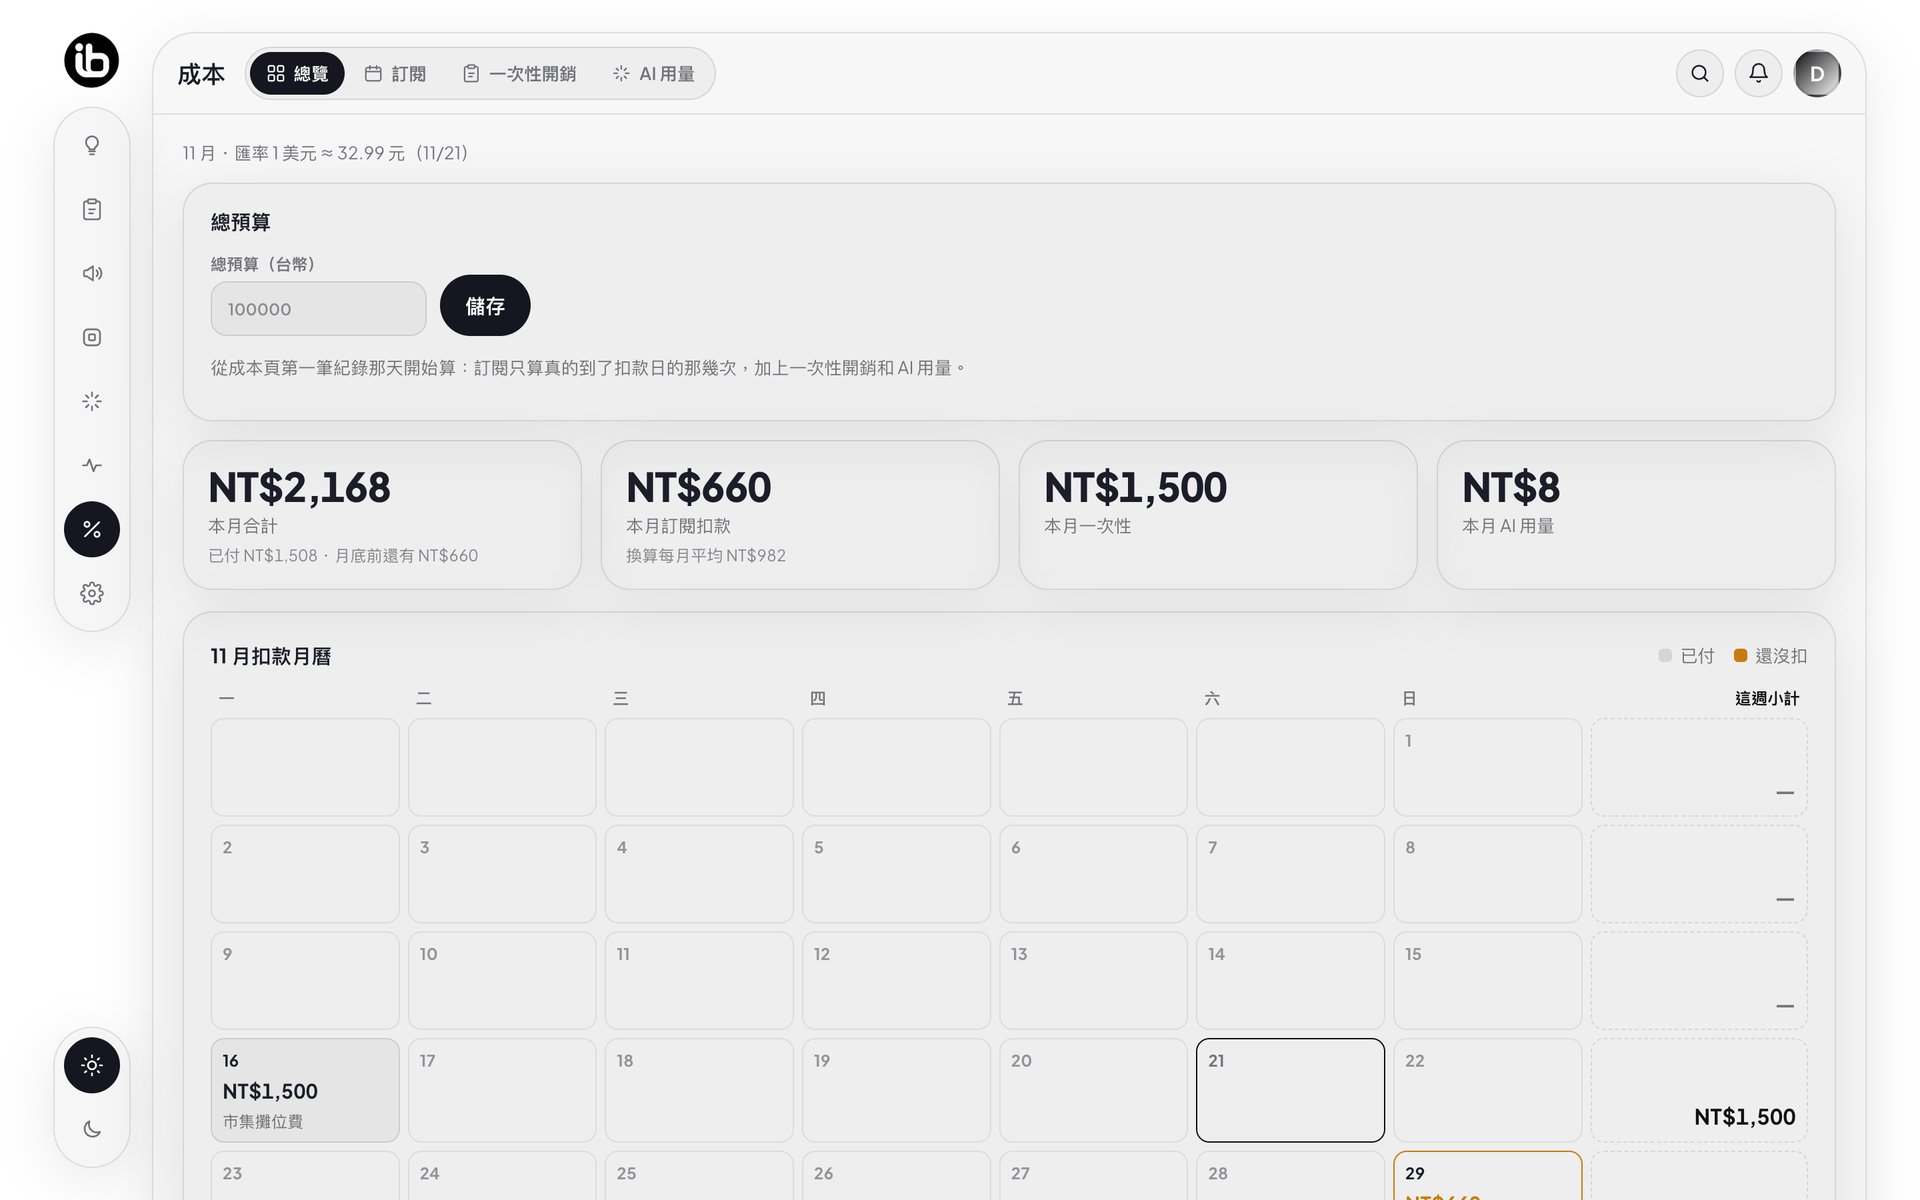 ib
成本
總覽
訂閱
一次性開銷
AI 用量
D
11 月・匯率 1 美元 ≈ 32.99 元（11/21）
總預算
總預算（台幣）
100000
儲存
從成本頁第一筆紀錄那天開始算：訂閱只算真的到了扣款日的那幾次，加上一次性開銷和 AI 用量。
NT$2,168
本月合計
已付 NT$1,508・月底前還有 NT$660
NT$660
本月訂閱扣款
換算每月平均 NT$982
NT$1,500
本月一次性
NT$8
本月 AI 用量
11 月扣款月曆
已付
還沒扣
一 二 三 四 五 六 日 這週小計
1 —
2 3 4 5 6 7 8 —
9 10 11 12 13 14 15 —
16 17 18 19 20 21 22
NT$1,500
市集攤位費
NT$1,500
23 24 25 26 27 28 29
NT$660